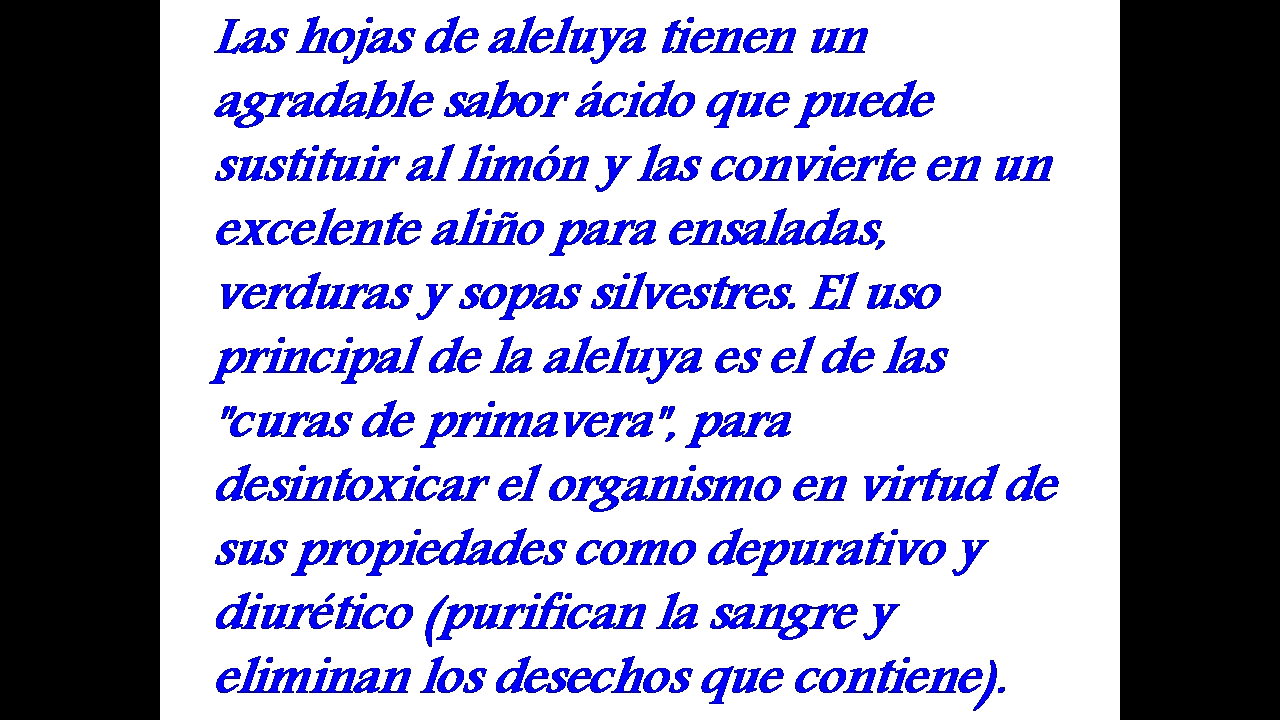 Las hojas de aleluya tienen un
agradable sabor ácido que puede
sustituir al limón y las convierte en un
excelente aliño para ensaladas,
verduras y sopas silvestres. El uso
principal de la aleluya es el de las
"curas de primavera", para
desintoxicar el organismo en virtud de
sus propiedades como depurativo y
diurético (purifican la sangre y
eliminan los desechos que contiene).